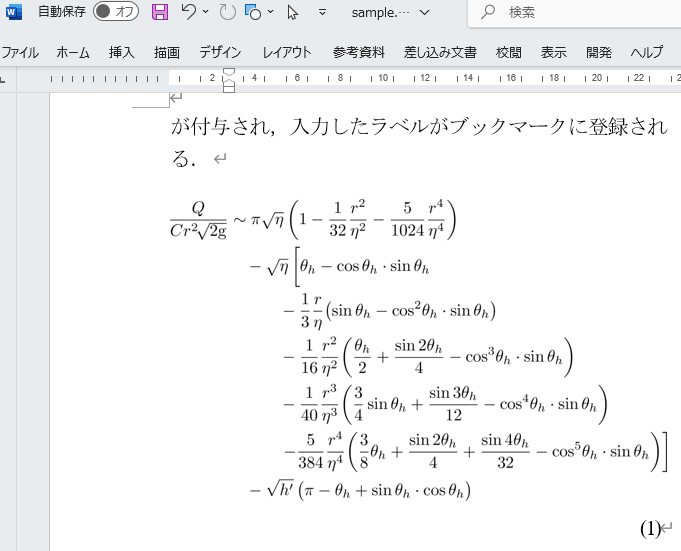 自動保存 オフ sample.… 検索
ファイル ホーム 挿入 描画 デザイン レイアウト 参考資料 差し込み文書 校閲 表示 開発 ヘルプ
2 2 4 6 8 10 12 14 16 18 20 22
が付与され，入力したラベルがブックマークに登録され
る．
\frac{Q}{Cr^2\sqrt{2g}} \sim \pi\sqrt{\eta}\left(1 - \frac{1}{32}\frac{r^2}{\eta^2} - \frac{5}{1024}\frac{r^4}{\eta^4}\right)
- \sqrt{\eta}\left[\theta_h - \cos\theta_h \cdot \sin\theta_h
- \frac{1}{3}\frac{r}{\eta}(\sin\theta_h - \cos^2\theta_h \cdot \sin\theta_h)
- \frac{1}{16}\frac{r^2}{\eta^2}\left(\frac{\theta_h}{2} + \frac{\sin 2\theta_h}{4} - \cos^3\theta_h \cdot \sin\theta_h\right)
- \frac{1}{40}\frac{r^3}{\eta^3}\left(\frac{3}{4}\sin\theta_h + \frac{\sin 3\theta_h}{12} - \cos^4\theta_h \cdot \sin\theta_h\right)
- \frac{5}{384}\frac{r^4}{\eta^4}\left(\frac{3}{8}\theta_h + \frac{\sin 2\theta_h}{4} + \frac{\sin 4\theta_h}{32} - \cos^5\theta_h \cdot \sin\theta_h\right)\right]
- \sqrt{h'}(\pi - \theta_h + \sin\theta_h \cdot \cos\theta_h)
(1)